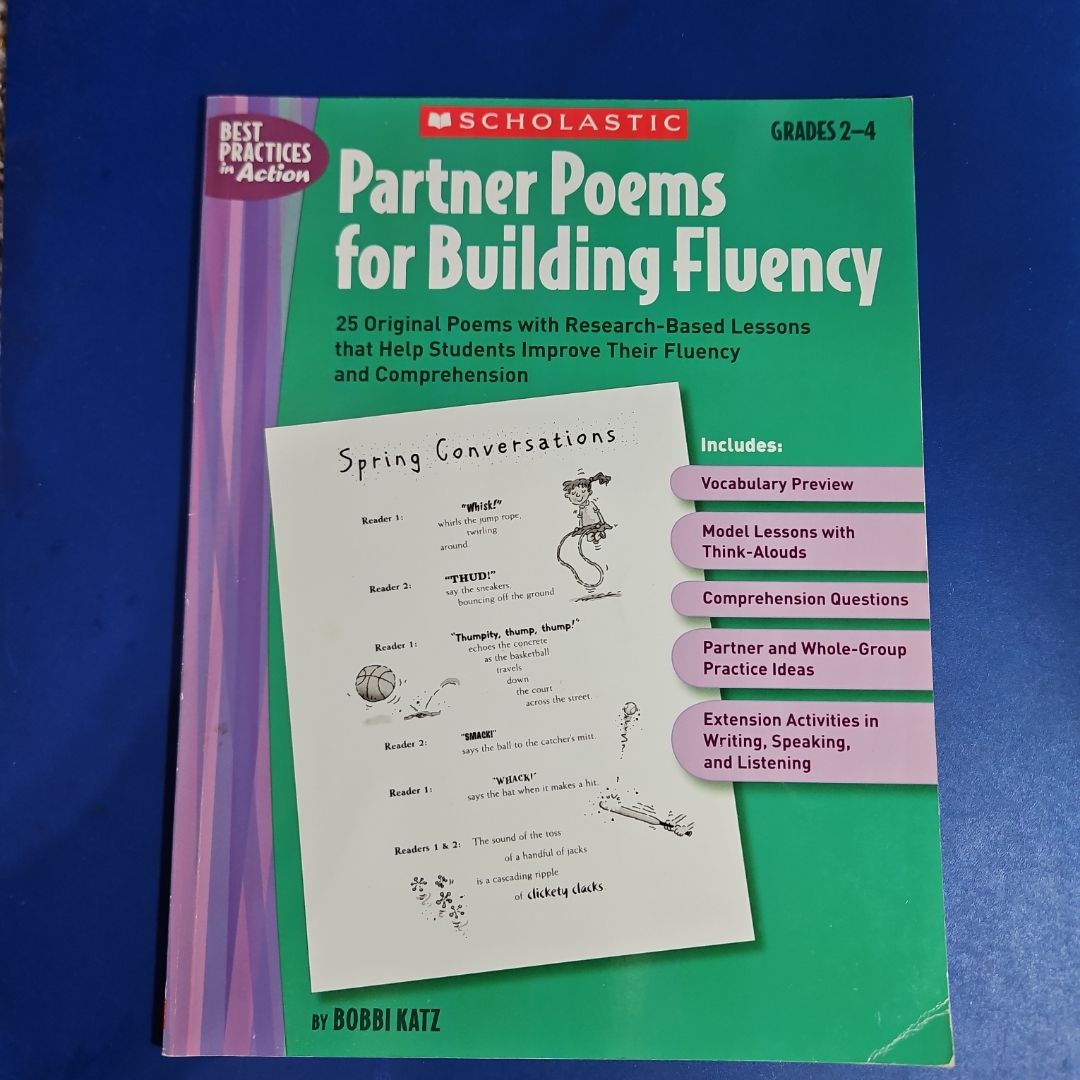 BEST
PRACTICES
in Action
SCHOLASTIC
GRADES 2–4
Partner Poems
for Building Fluency
25 Original Poems with Research-Based Lessons
that Help Students Improve Their Fluency
and Comprehension
Spring Conversations
Reader 1: "Whisk!"
whirls the jump rope,
twirling
around.
Reader 2: "THUD!"
say the sneakers,
bouncing off the ground
Reader 1: "Thumpity, thump, thump!"
echoes the concrete
as the basketball
travels
down
the court
across the street.
Reader 2: "SMACK!"
says the ball to the catcher's mitt.
Reader 1: "WHACK!"
says the bat when it makes a hit.
Readers 1 & 2: The sound of the toss
of a handful of jacks
is a cascading ripple
of clickety clacks.
Includes:
Vocabulary Preview
Model Lessons with
Think-Alouds
Comprehension Questions
Partner and Whole-Group
Practice Ideas
Extension Activities in
Writing, Speaking,
and Listening
BY BOBBI KATZ